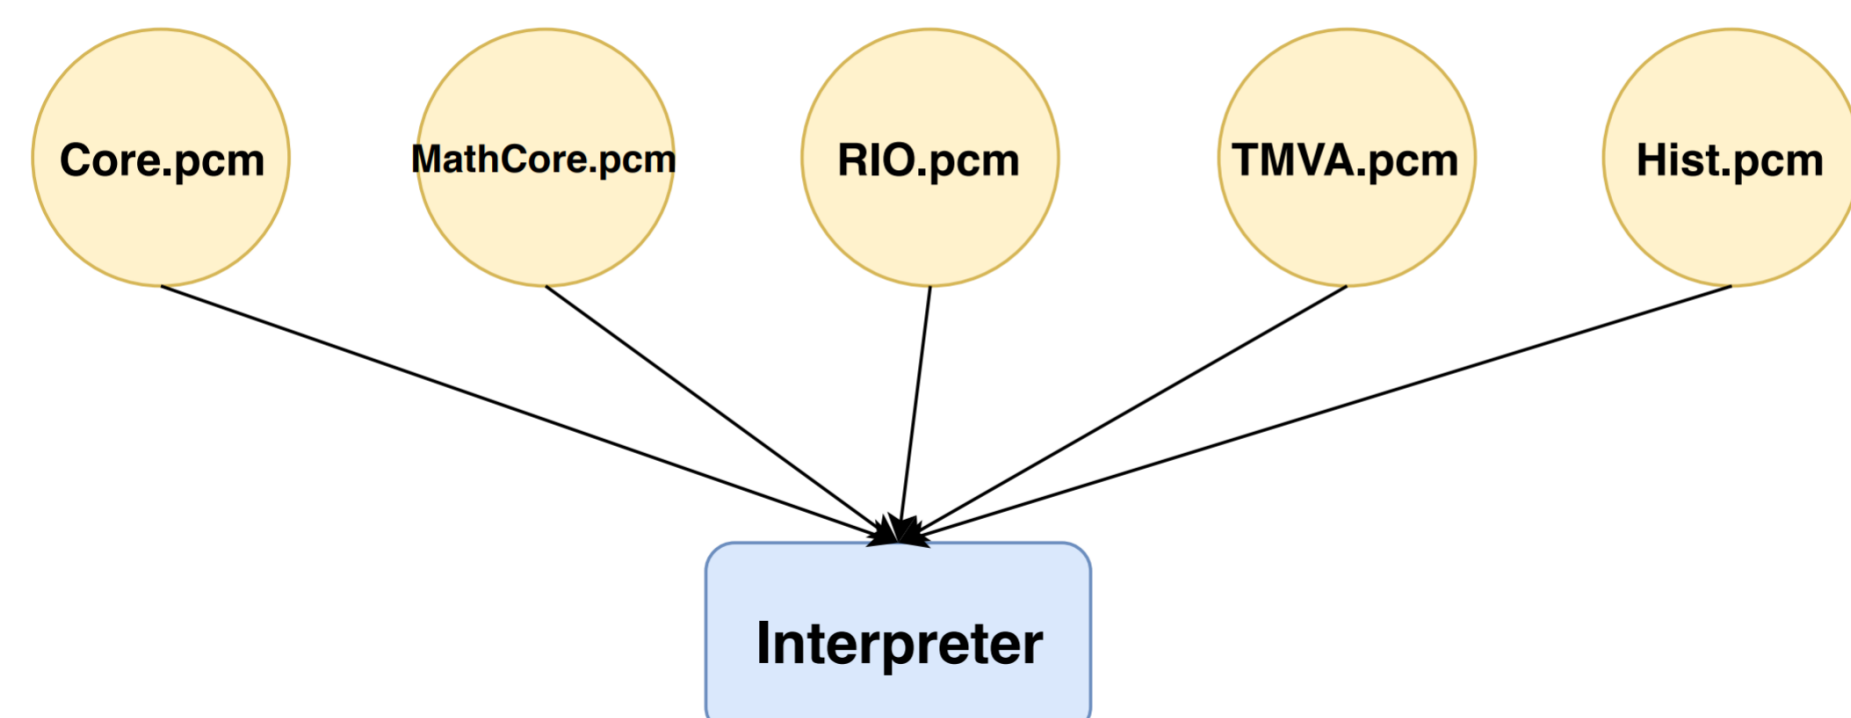 Core.pcm
MathCore.pcm
RIO.pcm
TMVA.pcm
Hist.pcm
Interpreter